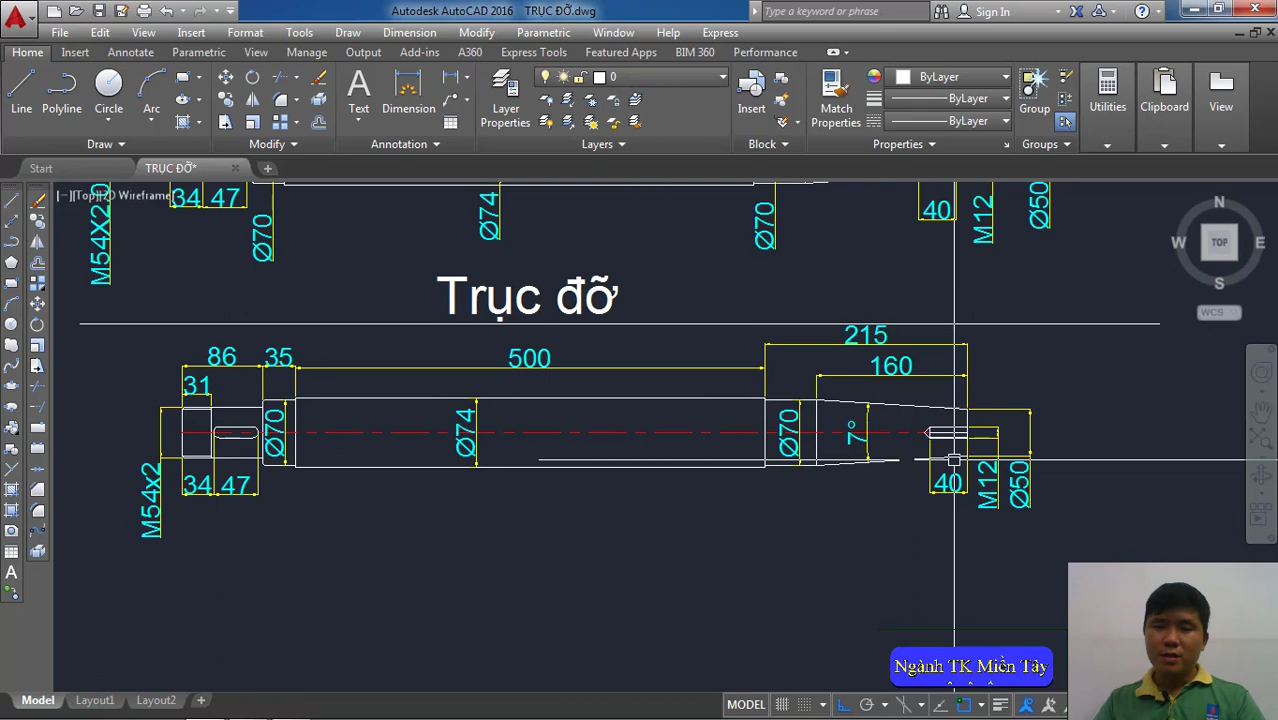 Autodesk AutoCAD 2016 TRỤC ĐỠ.dwg
Type a keyword or phrase
Sign In
File Edit View Insert Format Tools Draw Dimension Modify Parametric Window Help Express
Home Insert Annotate Parametric View Manage Output Add-ins A360 Express Tools Featured Apps BIM 360 Performance
Line Polyline Circle Arc
Text Dimension
Layer Properties
0
Insert
Match Properties
ByLayer
ByLayer
ByLayer
Group
Utilities
Clipboard
View
Draw Modify Annotation Layers Block Properties Groups
Start TRỤC ĐỠ*
[−][Top][2D Wireframe]
34 47
M54X2.0
Ø70
Ø74
Ø70
40
M12
Ø50
N
W TOP E
S
WCS
Trục đỡ
86 35 500 215
160
31
Ø70
Ø74
Ø70
7°
34 47
M54x2
40
M12
Ø50
Ngành TK Miền Tây
Model Layout1 Layout2 +
MODEL